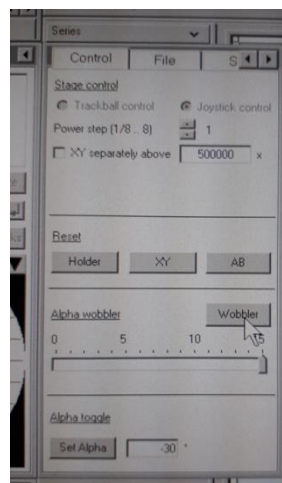 Series
Control File S
Stage control
Trackball control Joystick control
Power step (1/8 .. 8) 1
XY separately above 500000 x
Reset
Holder XY AB
Alpha wobbler Wobbler
0 5 10 15
Alpha toggle
Set Alpha -30 °